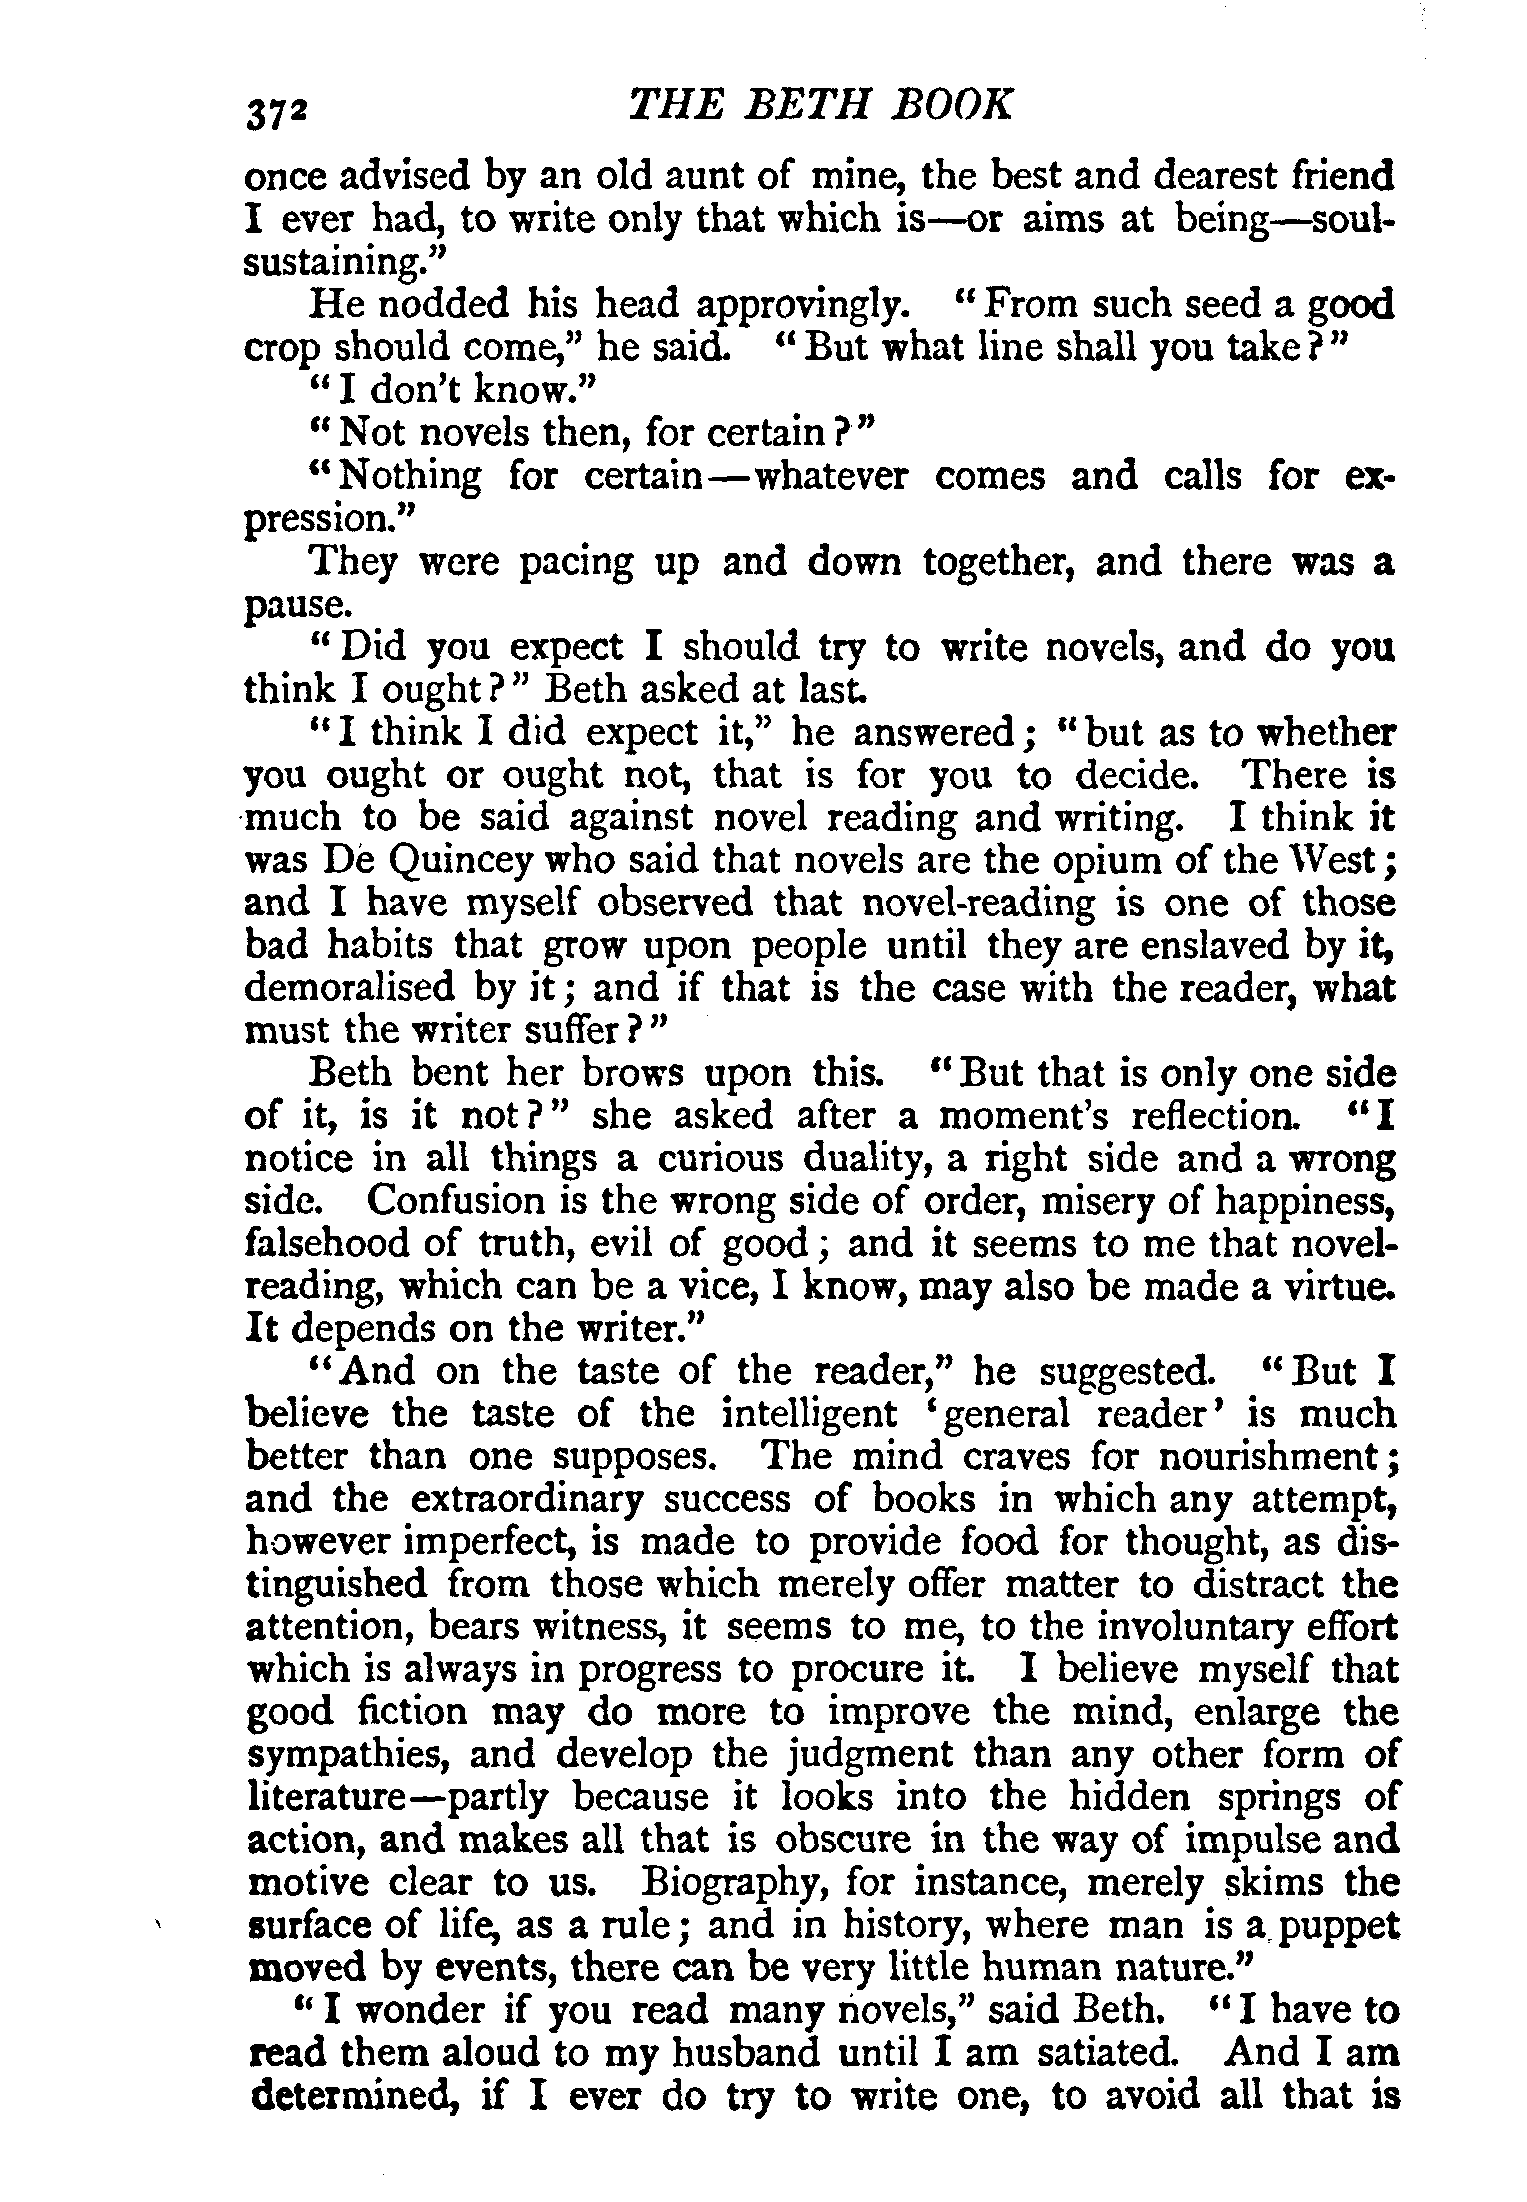 372 THE BETH BOOK
once advised by an old aunt of mine, the best and dearest friend
I ever had, to write only that which is—or aims at being—soul-
sustaining.”
He nodded his head approvingly. “From such seed a good
crop should come,” he said. “But what line shall you take?”
“I don't know.”
“Not novels then, for certain?”
“Nothing for certain—whatever comes and calls for ex-
pression.”
They were pacing up and down together, and there was a
pause.
“Did you expect I should try to write novels, and do you
think I ought?” Beth asked at last.
“I think I did expect it,” he answered; “but as to whether
you ought or ought not, that is for you to decide. There is
much to be said against novel reading and writing. I think it
was De Quincey who said that novels are the opium of the West;
and I have myself observed that novel-reading is one of those
bad habits that grow upon people until they are enslaved by it,
demoralised by it; and if that is the case with the reader, what
must the writer suffer?”
Beth bent her brows upon this. “But that is only one side
of it, is it not?” she asked after a moment's reflection. “I
notice in all things a curious duality, a right side and a wrong
side. Confusion is the wrong side of order, misery of happiness,
falsehood of truth, evil of good; and it seems to me that novel-
reading, which can be a vice, I know, may also be made a virtue.
It depends on the writer.”
“And on the taste of the reader,” he suggested. “But I
believe the taste of the intelligent ‘general reader’ is much
better than one supposes. The mind craves for nourishment;
and the extraordinary success of books in which any attempt,
however imperfect, is made to provide food for thought, as dis-
tinguished from those which merely offer matter to distract the
attention, bears witness, it seems to me, to the involuntary effort
which is always in progress to procure it. I believe myself that
good fiction may do more to improve the mind, enlarge the
sympathies, and develop the judgment than any other form of
literature—partly because it looks into the hidden springs of
action, and makes all that is obscure in the way of impulse and
motive clear to us. Biography, for instance, merely skims the
surface of life, as a rule; and in history, where man is a puppet
moved by events, there can be very little human nature.”
“I wonder if you read many novels,” said Beth. “I have to
read them aloud to my husband until I am satiated. And I am
determined, if I ever do try to write one, to avoid all that is